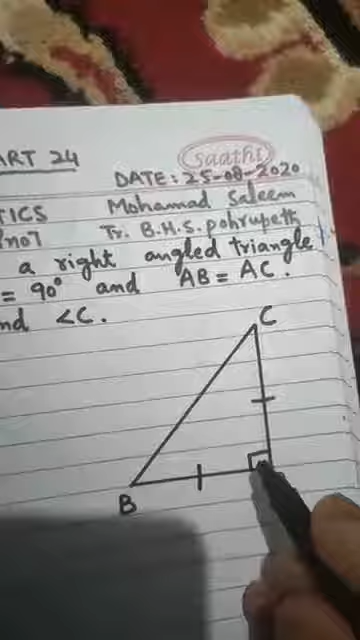 ART 24
Saathi
DATE: 25-08-2020
TICS Mohamad Saleem
no7 Tr. B.H.S. pohrupeth
a right angled triangle
= 90° and AB = AC.
nd <C.
C
B